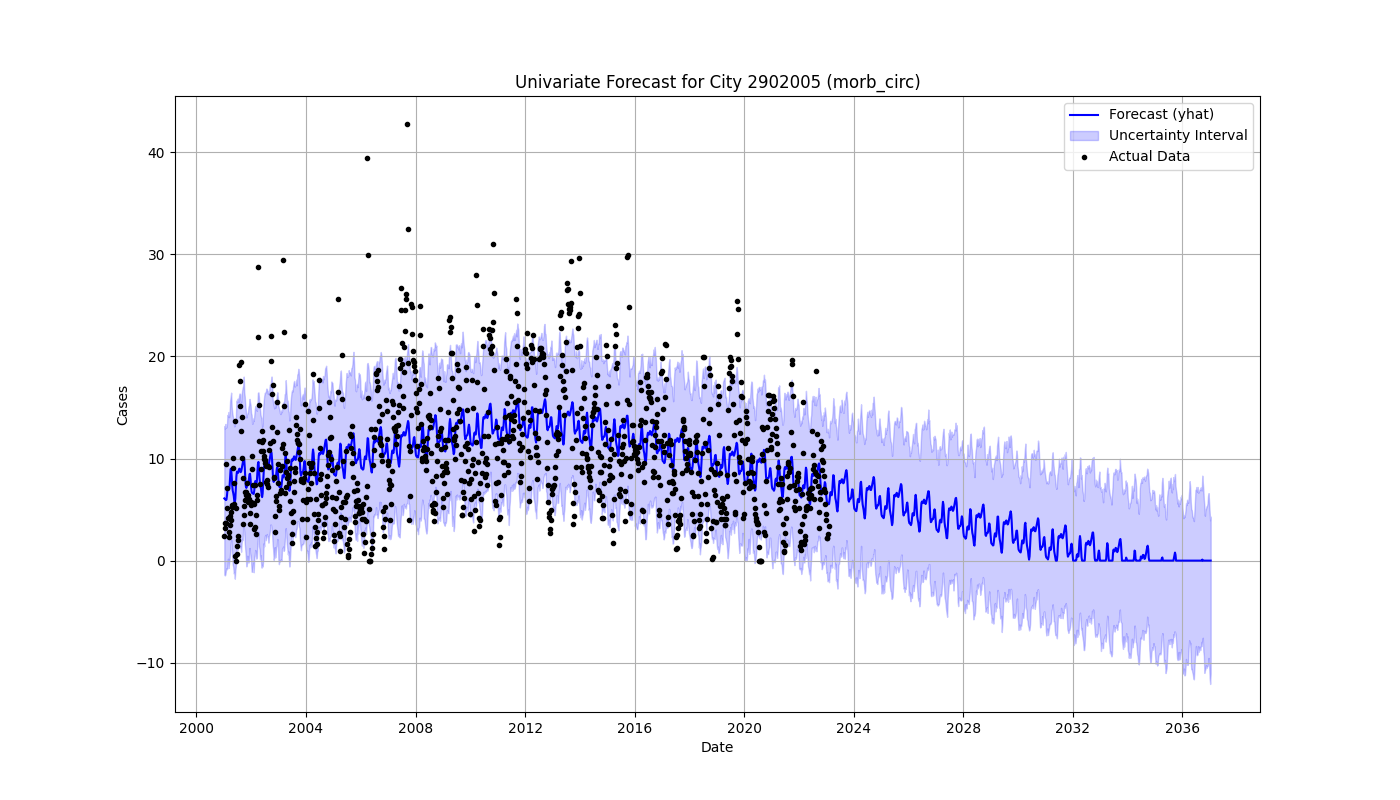 Univariate Forecast for City 2902005 (morb_circ)
Forecast (yhat)
Uncertainty Interval
Actual Data
Cases
40
30
20
10
0
−10
2000 2004 2008 2012 2016 2020 2024 2028 2032 2036
Date